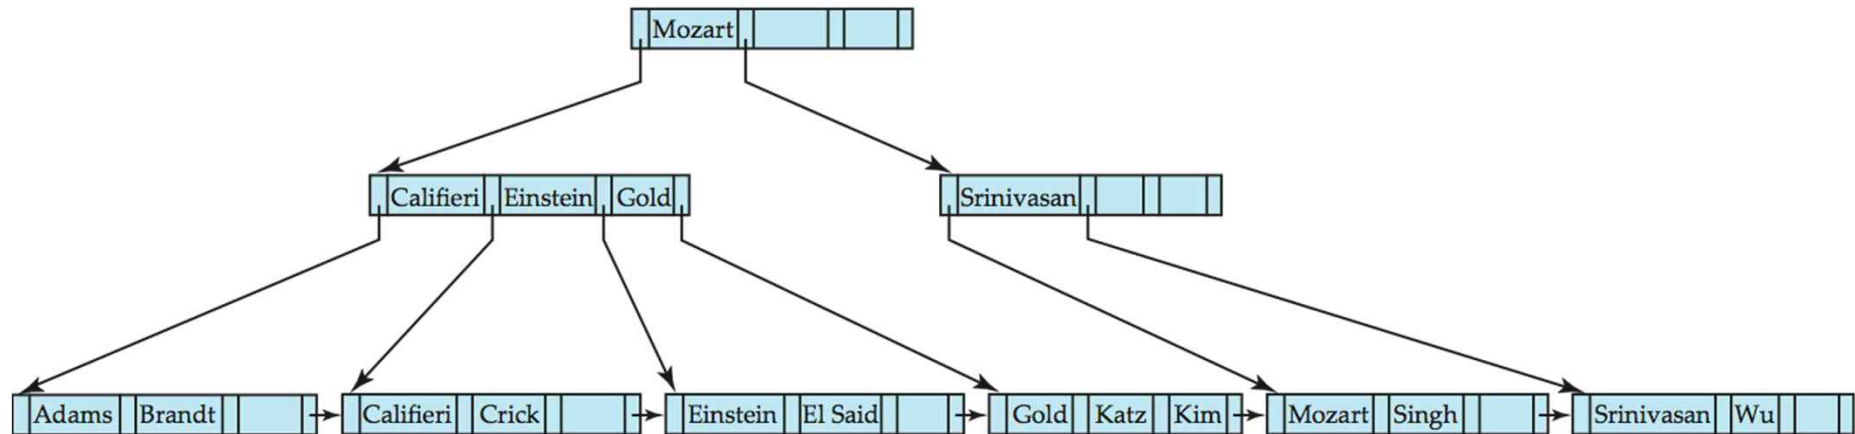 Mozart
Califieri Einstein Gold Srinivasan
Adams Brandt Califieri Crick Einstein El Said Gold Katz Kim Mozart Singh Srinivasan Wu